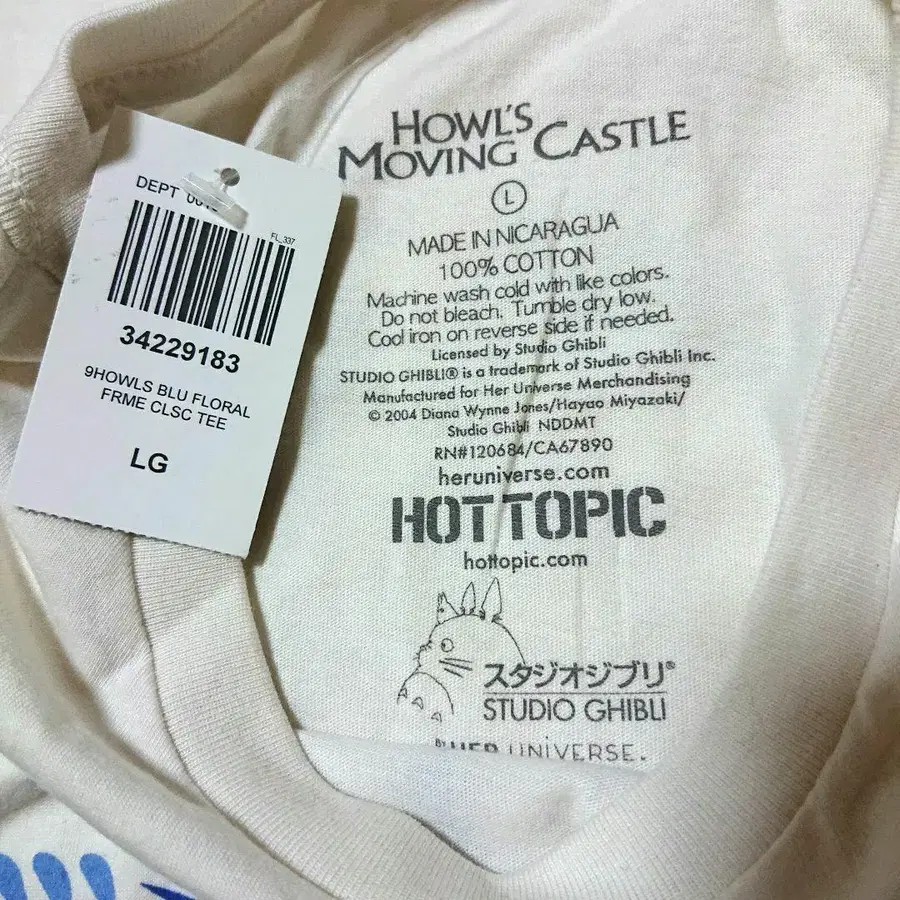 DEPT
FL_337
34229183
9HOWLS BLU FLORAL
FRME CLSC TEE
LG
HOWL'S
MOVING CASTLE
L
MADE IN NICARAGUA
100% COTTON
Machine wash cold with like colors.
Do not bleach. Tumble dry low.
Cool iron on reverse side if needed.
Licensed by Studio Ghibli
STUDIO GHIBLI® is a trademark of Studio Ghibli Inc.
Manufactured for Her Universe Merchandising
© 2004 Diana Wynne Jones/Hayao Miyazaki/
Studio Ghibli NDDMT
RN#120684/CA67890
heruniverse.com
HOT TOPIC
hottopic.com
スタジオジブリ®
STUDIO GHIBLI
BY HER UNIVERSE.